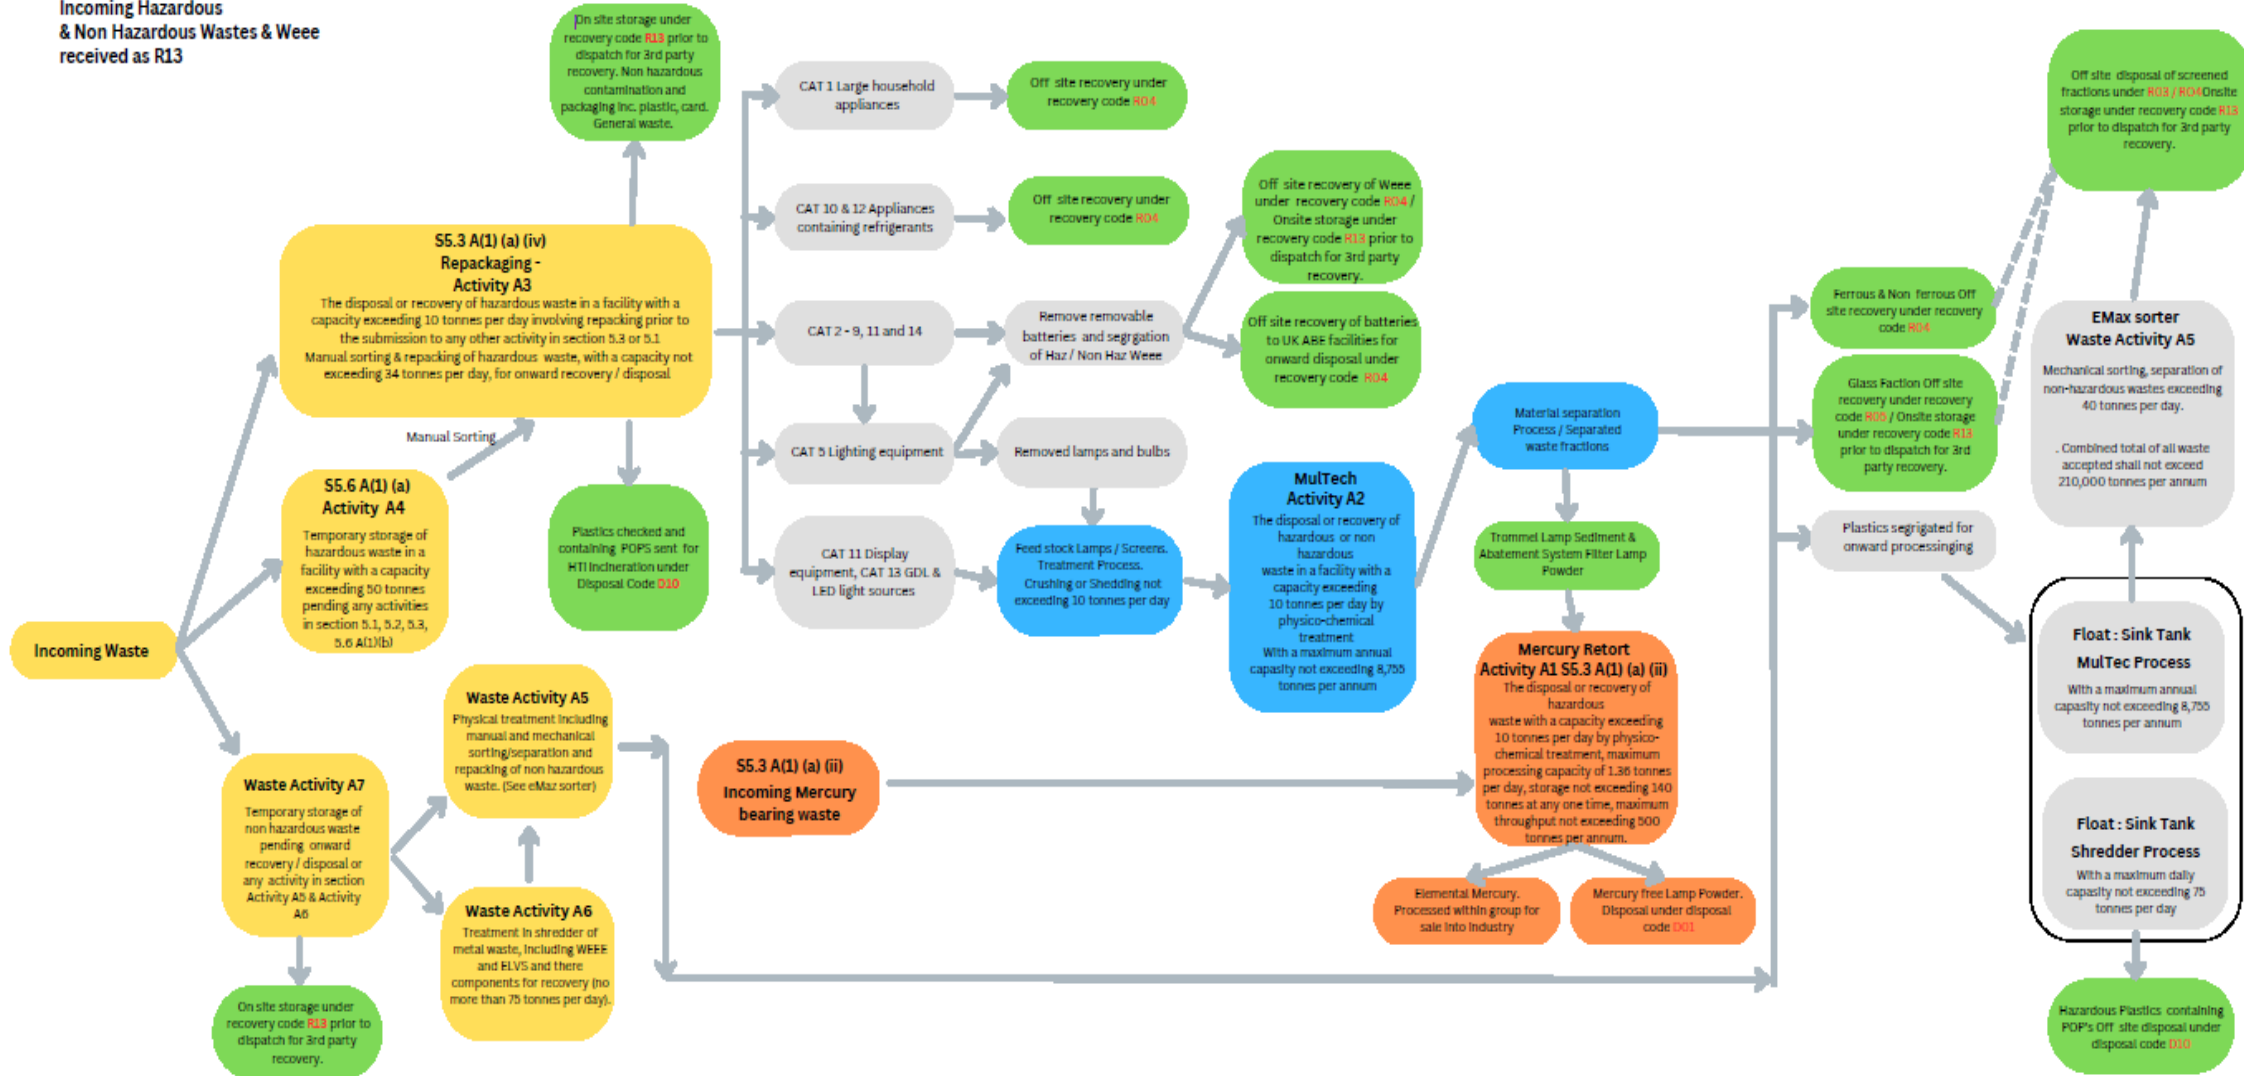 Incoming Hazardous
& Non Hazardous Wastes & Weee
received as R13
On site storage under
recovery code R13 prior to
dispatch for 3rd party
recovery. Non hazardous
contamination and
packaging inc. plastic, card.
General waste.
S5.3 A(1) (a) (iv)
Repackaging -
Activity A3
The disposal or recovery of hazardous waste in a facility with a
capacity exceeding 10 tonnes per day involving repacking prior to
the submission to any other activity in section 5.3 or 5.1
Manual sorting & repacking of hazardous waste, with a capacity not
exceeding 34 tonnes per day, for onward recovery / disposal
Manual Sorting
S5.6 A(1) (a)
Activity A4
Temporary storage of
hazardous waste in a
facility with a capacity
exceeding 50 tonnes
pending any activities
in section 5.1, 5.2, 5.3,
5.6 A(1)(b)
Plastics checked and
containing POPS sent for
HTI Incineration under
Disposal Code D10
Incoming Waste
Waste Activity A7
Temporary storage of
non hazardous waste
pending onward
recovery / disposal or
any activity in section
Activity A5 & Activity
A6
On site storage under
recovery code R13 prior to
dispatch for 3rd party
recovery.
Waste Activity A5
Physical treatment including
manual and mechanical
sorting/separation and
repacking of non hazardous
waste. (See eMaz sorter)
Waste Activity A6
Treatment in shredder of
metal waste, including WEEE
and ELVS and there
components for recovery (no
more than 75 tonnes per day).
CAT 1 Large household
appliances
Off site recovery under
recovery code R04
CAT 10 & 12 Appliances
containing refrigerants
Off site recovery under
recovery code R04
CAT 2 - 9, 11 and 14
Remove removable
batteries and segrgation
of Haz / Non Haz Weee
Off site recovery of Weee
under recovery code R04 /
Onsite storage under
recovery code R13 prior to
dispatch for 3rd party
recovery.
Off site recovery of batteries
to UK ABE facilities for
onward disposal under
recovery code R04
CAT 5 Lighting equipment
Removed lamps and bulbs
CAT 11 Display
equipment, CAT 13 GDL &
LED light sources
Feed stock Lamps / Screens.
Treatment Process.
Crushing or Shedding not
exceeding 10 tonnes per day
MulTech
Activity A2
The disposal or recovery of
hazardous or non
hazardous
waste in a facility with a
capacity exceeding
10 tonnes per day by
physico-chemical
treatment
With a maximum annual
capasity not exceeding 8,755
tonnes per annum
Material separation
Process / Separated
waste fractions
Trommel Lamp Sediment &
Abatement System Filter Lamp
Powder
S5.3 A(1) (a) (ii)
Incoming Mercury
bearing waste
Mercury Retort
Activity A1 S5.3 A(1) (a) (ii)
The disposal or recovery of
hazardous
waste with a capacity exceeding
10 tonnes per day by physico-
chemical treatment, maximum
processing capacity of 1.36 tonnes
per day, storage not exceeding 140
tonnes at any one time, maximum
throughput not exceeding 500
tonnes per annum.
Elemental Mercury.
Processed within group for
sale into industry
Mercury free Lamp Powder.
Disposal under disposal
code D01
Ferrous & Non ferrous Off
site recovery under recovery
code R04
Glass Faction Off site
recovery under recovery
code R05 / Onsite storage
under recovery code R13
prior to dispatch for 3rd
party recovery.
Plastics segrigated for
onward processinging
Off site disposal of screened
fractions under R03 / RO4Onsite
storage under recovery code R13
prior to dispatch for 3rd party
recovery.
EMax sorter
Waste Activity A5
Mechanical sorting, separation of
non-hazardous wastes exceeding
40 tonnes per day.
. Combined total of all waste
accepted shall not exceed
210,000 tonnes per annum
Float : Sink Tank
MulTec Process
With a maximum annual
capasity not exceeding 8,755
tonnes per annum
Float : Sink Tank
Shredder Process
With a maximum daily
capacity not exceeding 75
tonnes per day
Hazardous Plastics containing
POP's Off site disposal under
disposal code D10